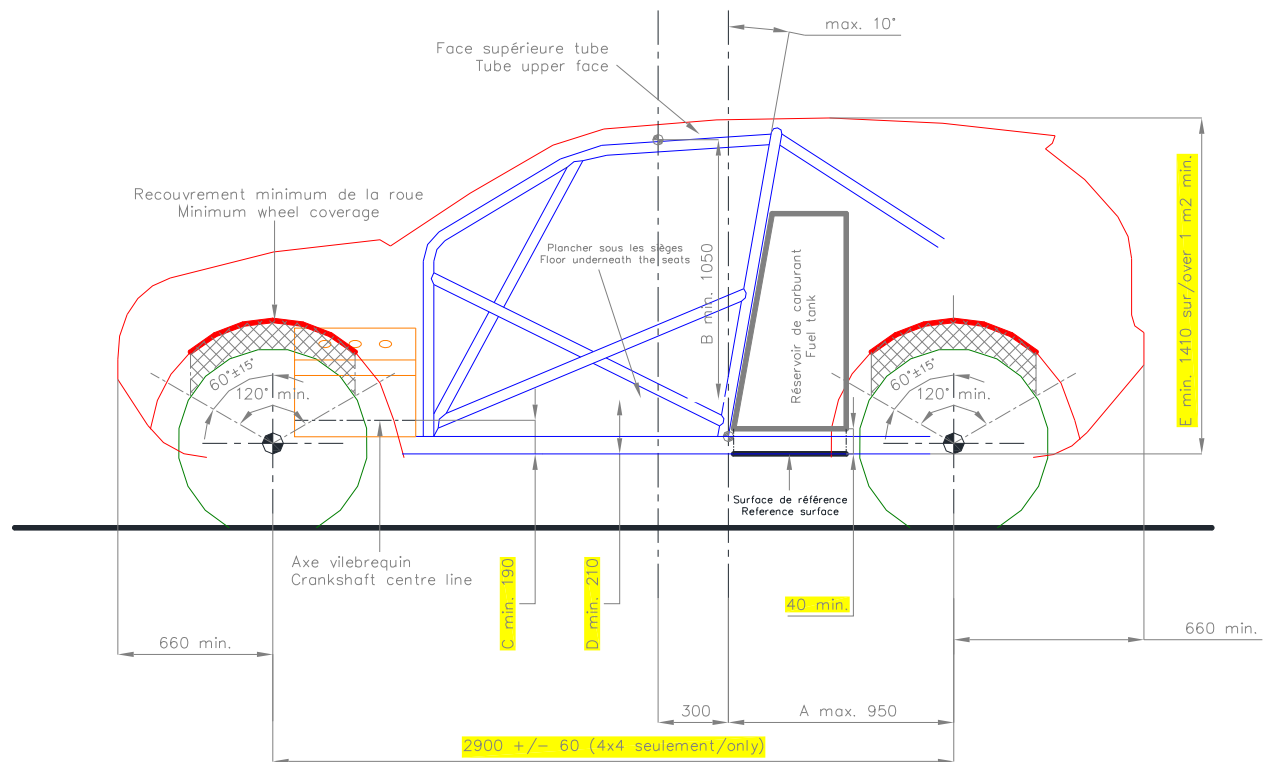 max. 10°
Face supérieure tube
Tube upper face
Recouvrement minimum de la roue
Minimum wheel coverage
Plancher sous les sièges
Floor underneath the seats
B min. 1050
Réservoir de carburant
Fuel tank
E min. 1410 sur/over 1 m2 min.
60°±15°
120° min.
60°±15°
120° min.
Surface de référence
Reference surface
Axe vilebrequin
Crankshaft centre line
C min. 190
D min. 210
40 min.
660 min.
660 min.
300
A max. 950
2900 +/- 60 (4x4 seulement/only)